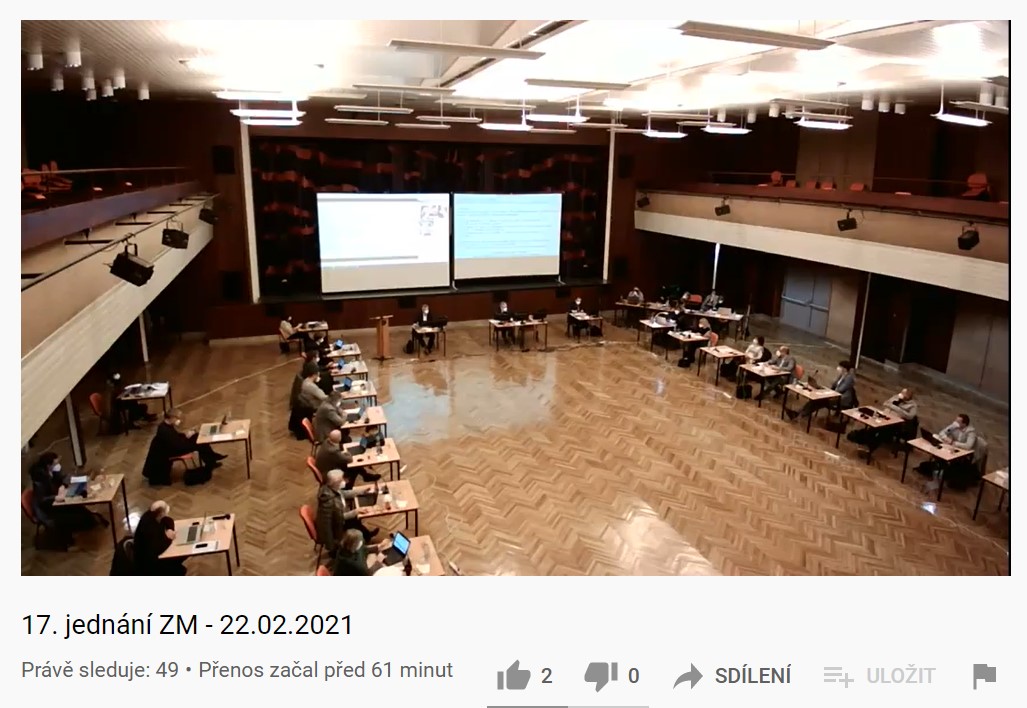 17. jednání ZM - 22.02.2021
Právě sleduje: 49 • Přenos začal před 61 minut
2
0
SDÍLENÍ
ULOŽIT